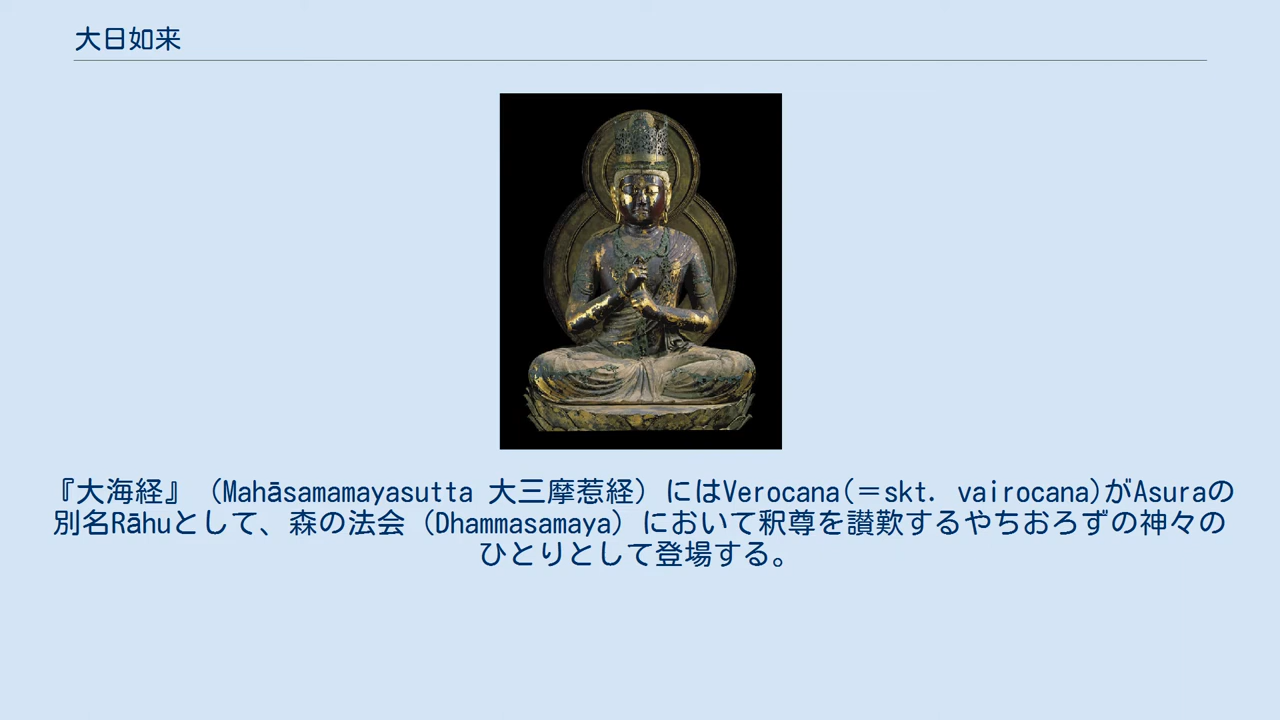 大日如来
『大海経』（Mahāsamamayasutta 大三摩惹経）にはVerocana(＝skt. vairocana)がAsuraの
別名Rāhuとして、森の法会（Dhammasamaya）において釈尊を讃歎するやちおろずの神々の
ひとりとして登場する。